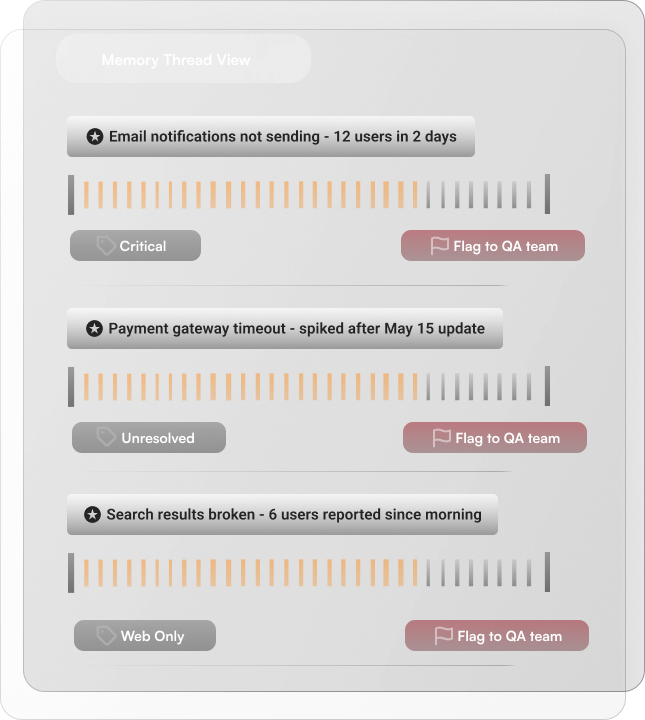 Memory Thread View
Email notifications not sending - 12 users in 2 days
Critical
Flag to QA team
Payment gateway timeout - spiked after May 15 update
Unresolved
Flag to QA team
Search results broken - 6 users reported since morning
Web Only
Flag to QA team